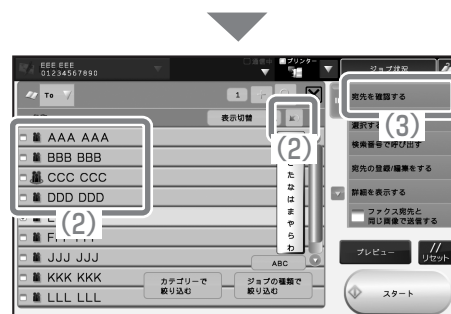 EEE EEE
01234567890
送信中
プリンター
ジョブ状況
To
1
宛先を確認する
(3)
表示切替
(2)
選択す
検索番号で呼び出す
宛先の登録/編集をする
詳細を表示する
ファクス宛先と
同じ画像で送信する
AAA AAA
BBB BBB
CCC CCC
DDD DDD
(2)
JJJ JJJ
KKK KKK
LLL LLL
た
な
は
ま
や
ら
わ
ABC
カテゴリーで
絞り込む
ジョブの種類で
絞り込む
プレビュー
リセット
スタート